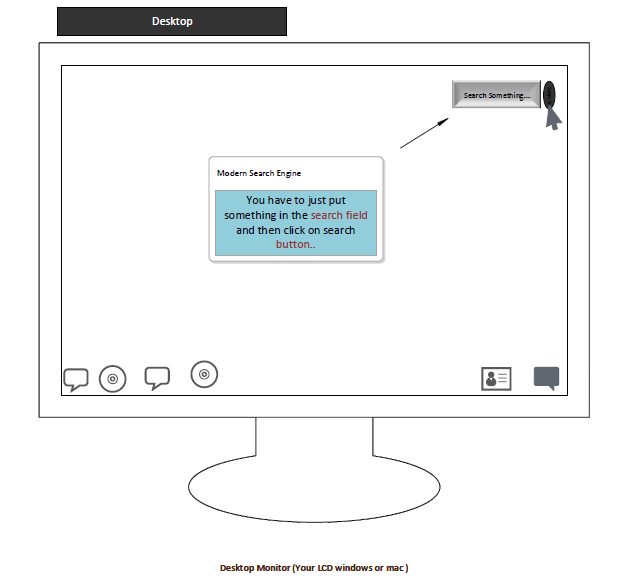 Desktop
Search Something...
Modern Search Engine
You have to just put
something in the search field
and then click on search
button..
Desktop Monitor (Your LCD windows or mac )